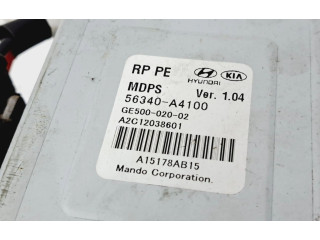 RP PE HYUNDAI KIA
MDPS Ver. 1.04
56340-A4100
GE500-020-02
A2C12038601
A15178AB15
Mando Corporation.